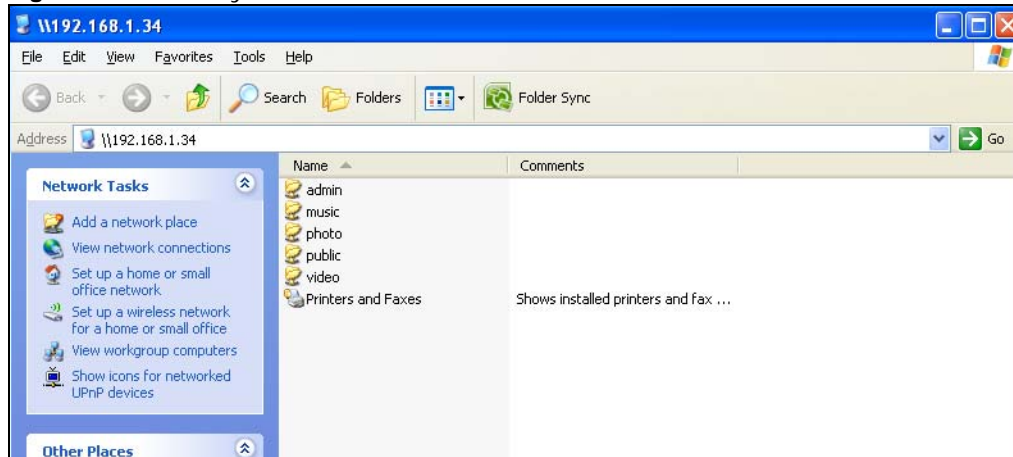 \\192.168.1.34
File Edit View Favorites Tools Help
Back Search Folders Folder Sync
Address \\192.168.1.34 Go
Name Comments
Network Tasks
Add a network place
View network connections
Set up a home or small
office network
Set up a wireless network
for a home or small office
View workgroup computers
Show icons for networked
UPnP devices
Other Places
admin
music
photo
public
video
Printers and Faxes Shows installed printers and fax ...